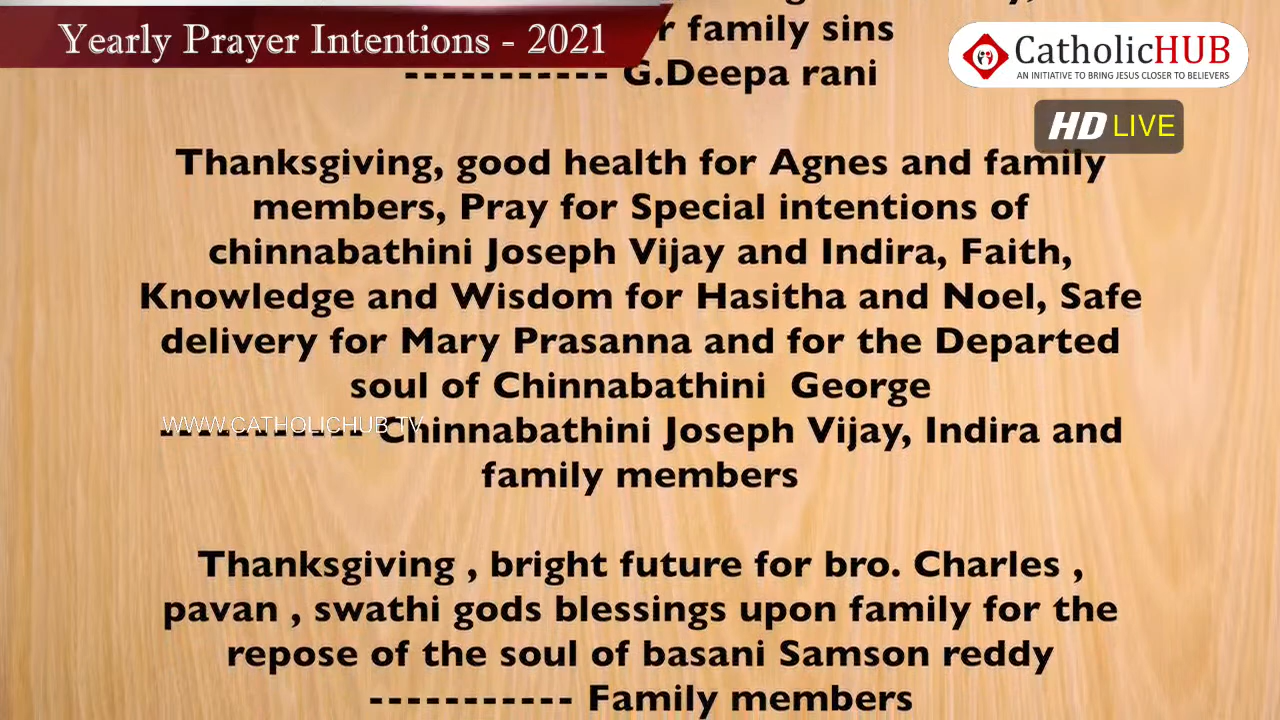 Yearly Prayer Intentions - 2021
r family sins
CatholicHUB
AN INITIATIVE TO BRING JESUS CLOSER TO BELIEVERS
----------- G.Deepa rani
HD LIVE
Thanksgiving, good health for Agnes and family
members, Pray for Special intentions of
chinnabathini Joseph Vijay and Indira, Faith,
Knowledge and Wisdom for Hasitha and Noel, Safe
delivery for Mary Prasanna and for the Departed
soul of Chinnabathini George
WWW.CATHOLICHUB.TV
----------- Chinnabathini Joseph Vijay, Indira and
family members
Thanksgiving , bright future for bro. Charles ,
pavan , swathi gods blessings upon family for the
repose of the soul of basani Samson reddy
----------- Family members